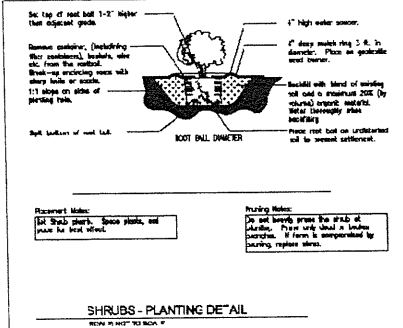 Set top of root ball 1-2" higher
than adjacent grade.
Remove container, (including
fiber containers), baskets, wire
etc. from the rootball.
Break-up encircling roots with
sharp knife or spade.
1:1 slope on sides of
planting hole.
bottom of root ball.
ROOT BALL DIAMETER
4" high water saucer.
4" deep mulch ring 3 ft. in
diameter. Place on geotextile
weed barrier.
Backfill with blend of existing
soil and a maximum 20% (by
volume) organic material.
Water thoroughly when
backfilling
Place root ball on undisturbed
soil to prevent settlement.
Placement Notes:
Set Shrub plumb. Space plants, and
place for best effect.
Pruning Notes:
Do not heavily prune the shrub at
planting. Prune only dead or broken
branches. If form is compromised by
pruning, replace shrub.
SHRUBS - PLANTING DETAIL
NOT TO SCALE